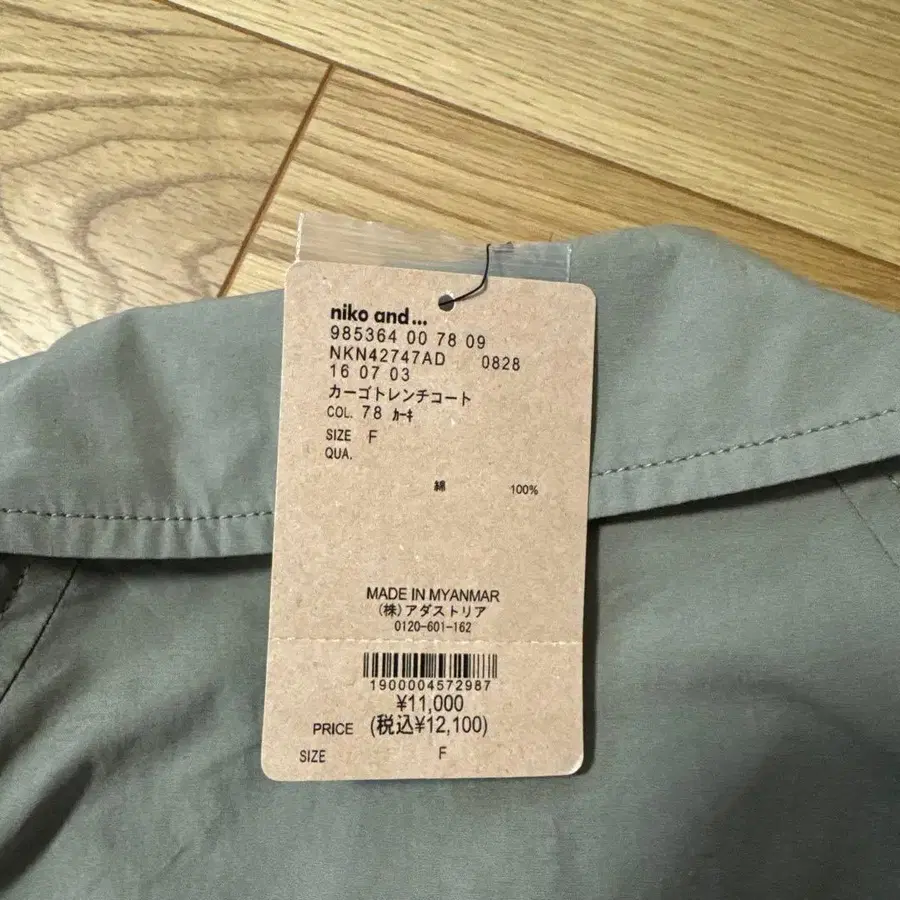 niko and...
985364 00 78 09
NKN42747AD 0828
16 07 03
カーゴトレンチコート
COL. 78 ｶｰｷ
SIZE F
QUA.
綿 100%
MADE IN MYANMAR
(株)アダストリア
0120-601-162
1900004572987
¥11,000
PRICE (税込¥12,100)
SIZE F